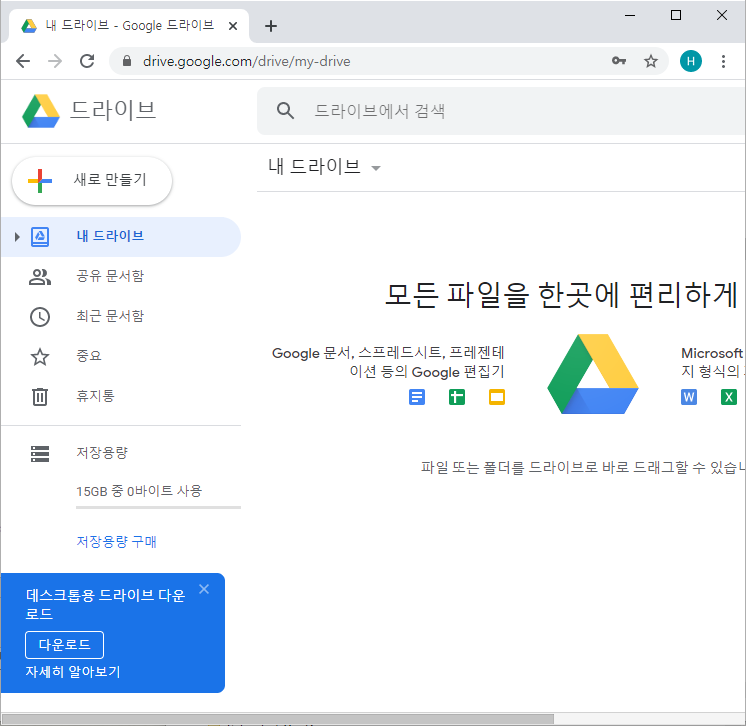 내 드라이브 - Google 드라이브
drive.google.com/drive/my-drive
H
드라이브
드라이브에서 검색
새로 만들기
내 드라이브
내 드라이브
공유 문서함
최근 문서함
중요
휴지통
저장용량
15GB 중 0바이트 사용
저장용량 구매
데스크톱용 드라이브 다운
로드
다운로드
자세히 알아보기
모든 파일을 한곳에 편리하게
Google 문서, 스프레드시트, 프레젠테
이션 등의 Google 편집기
Microsoft
지 형식의
W
X
파일 또는 폴더를 드라이브로 바로 드래그할 수 있습니